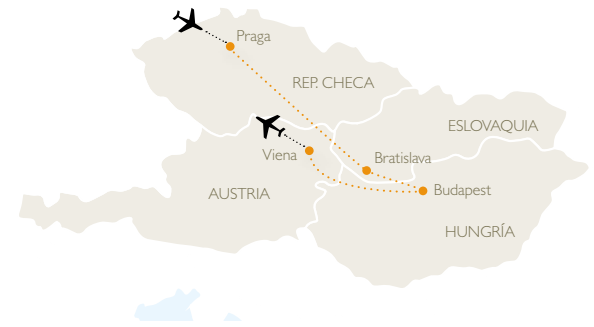 Praga
REP. CHECA
ESLOVAQUIA
Viena
Bratislava
AUSTRIA
Budapest
HUNGRÍA